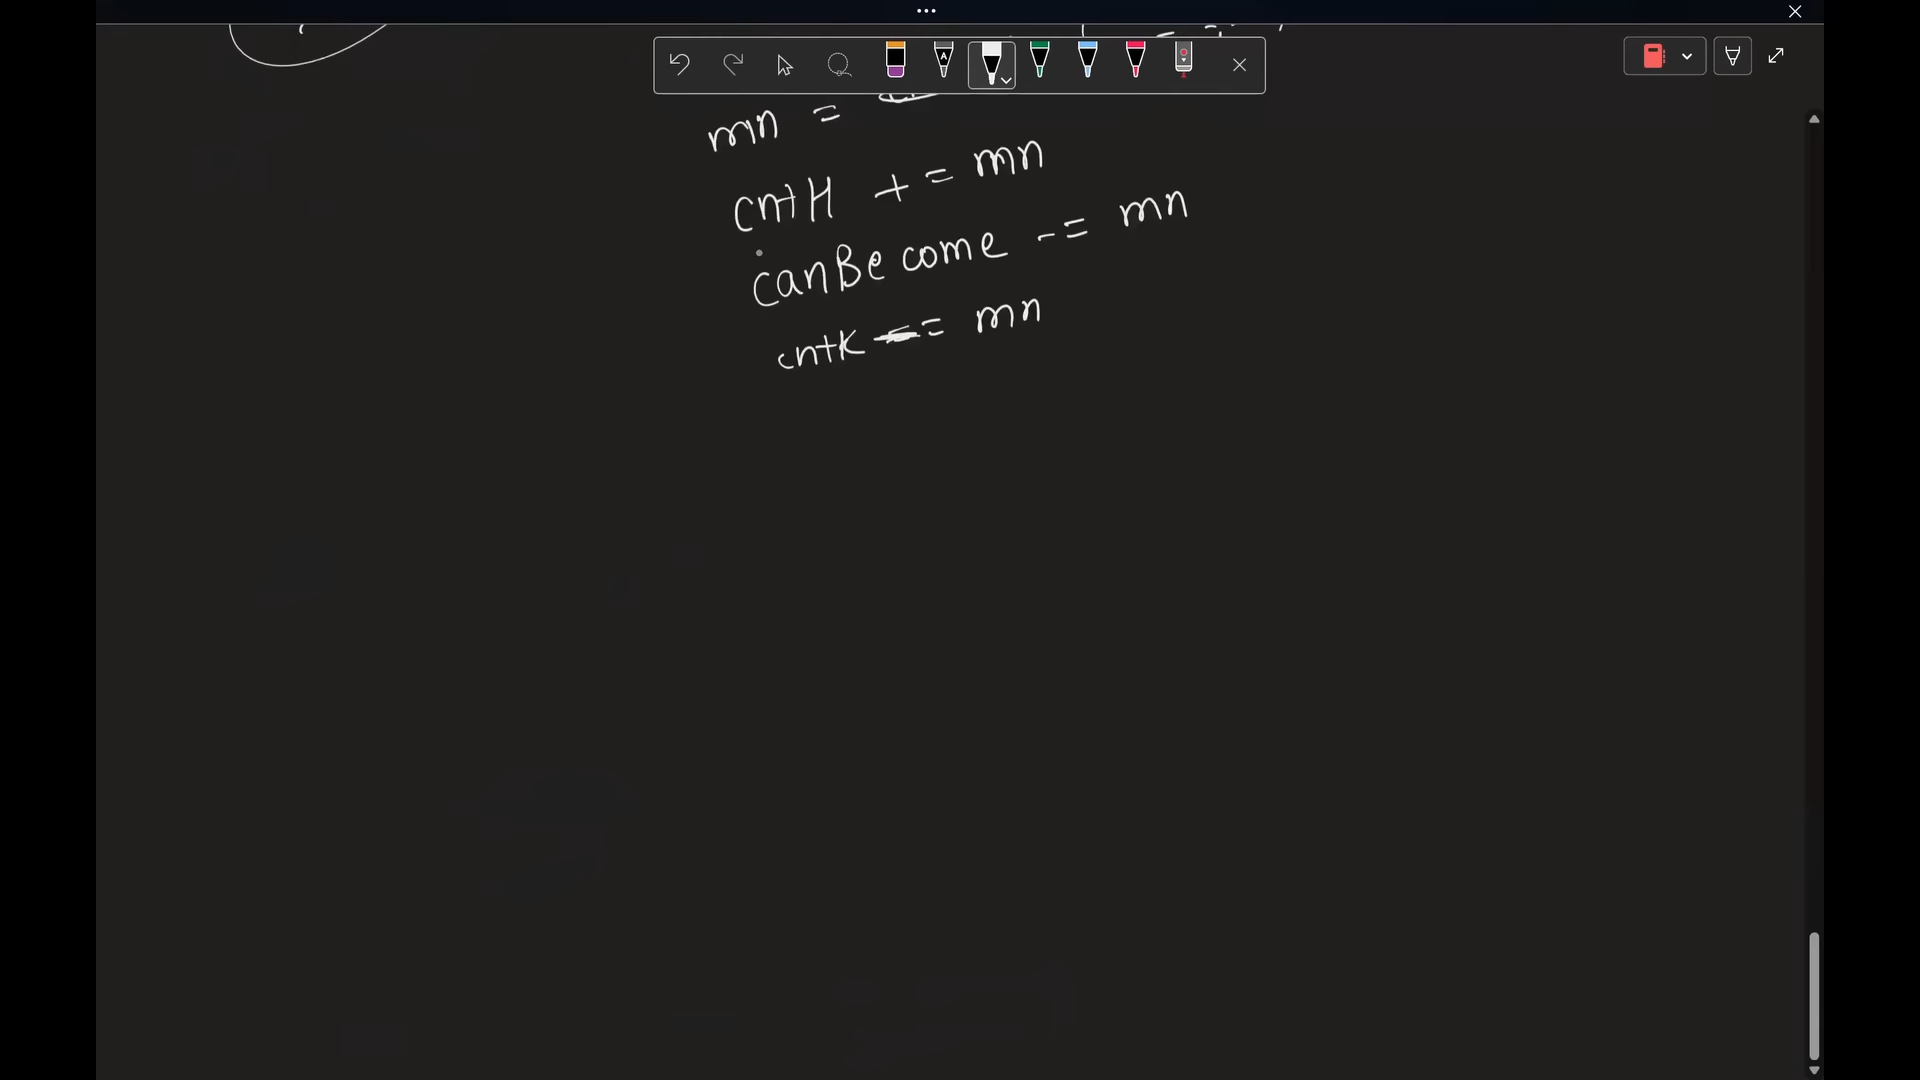 mn =
cntH += mn
canBecome -= mn
cntk -= mn